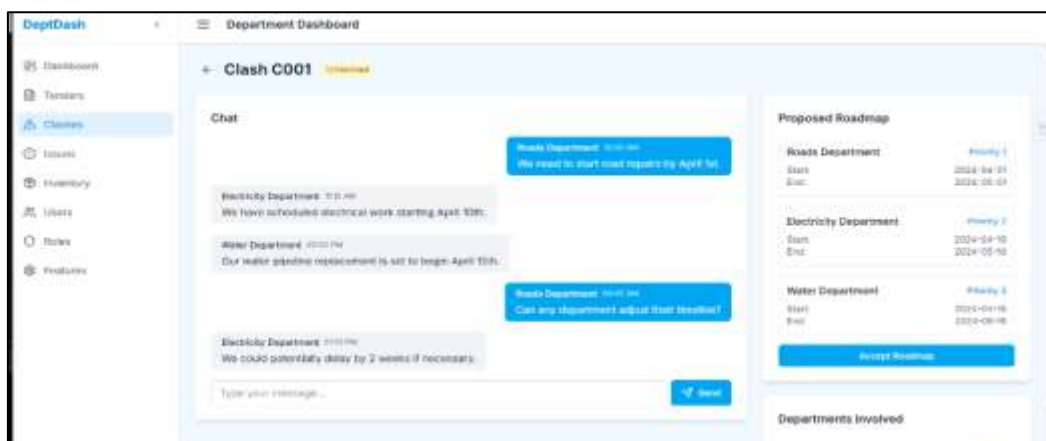 DeptDash
Department Dashboard
Dashboard
Tenders
Clashes
Issues
Inventory
Users
Roles
Features
Clash C001
Chat
Roads Department
We need to start road repairs by April 1st.
Electricity Department 11:15 AM
We have scheduled electrical work starting April 10th.
Water Department
Our water pipeline replacement is set to begin April 15th.
Roads Department
Can any department adjust their timeline?
Electricity Department
We could potentially delay by 2 weeks if necessary.
Type your message...
Send
Proposed Roadmap
Roads Department Priority 1
Start 2024-04-01
End: 2024-05-01
Electricity Department Priority 2
Start 2024-04-10
End: 2024-05-10
Water Department Priority 3
Start
End:
Accept Roadmap
Departments Involved